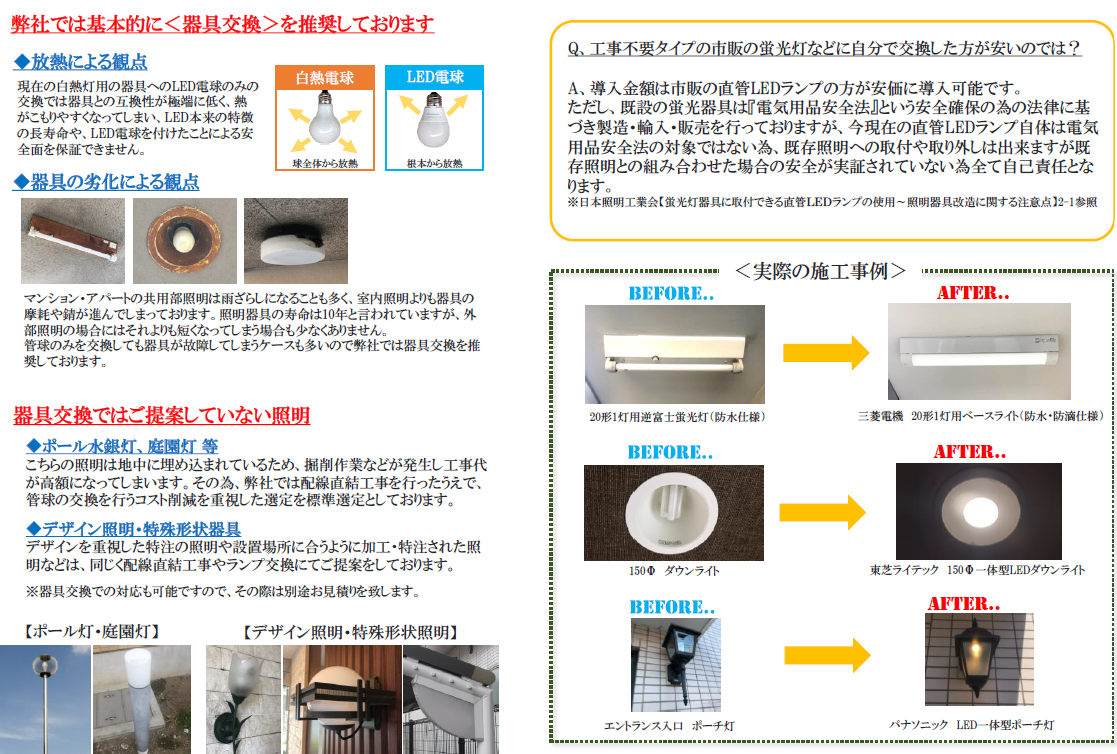 弊社では基本的に＜器具交換＞を推奨しております
◆放熱による観点
現在の白熱灯用の器具へのLED電球のみの
交換では器具との互換性が極端に低く、熱
がこもりやすくなってしまい、LED本来の特徴
の長寿命や、LED電球を付けたことによる安
全面を保証できません。
白熱電球
球全体から放熱
LED電球
根本から放熱
◆器具の劣化による観点
マンション・アパートの共用部照明は雨ざらしになることも多く、室内照明よりも器具の
摩耗や錆が進んでしまっております。照明器具の寿命は10年と言われていますが、外
部照明の場合にはそれよりも短くなってしまう場合も少なくありません。
管球のみを交換しても器具が故障してしまうケースも多いので弊社では器具交換を推
奨しております。
器具交換ではご提案していない照明
◆ポール水銀灯、庭園灯 等
こちらの照明は地中に埋め込まれているため、掘削作業などが発生し工事代
が高額になってしまいます。その為、弊社では配線直結工事を行ったうえで、
管球の交換を行うコスト削減を重視した選定を標準選定としております。
◆デザイン照明・特殊形状器具
デザインを重視した特注の照明や設置場所に合うように加工・特注された照
明などは、同じく配線直結工事やランプ交換にてご提案をしております。
※器具交換での対応も可能ですので、その際は別途お見積りを致します。
【ポール灯・庭園灯】
【デザイン照明・特殊形状照明】
Q、工事不要タイプの市販の蛍光灯などに自分で交換した方が安いのでは？
A、導入金額は市販の直管LEDランプの方が安価に導入可能です。
ただし、既設の蛍光器具は『電気用品安全法』という安全確保の為の法律に基
づき製造・輸入・販売を行っておりますが、今現在の直管LEDランプ自体は電気
用品安全法の対象ではない為、既存照明への取付や取り外しは出来ますが既
存照明との組み合わせた場合の安全が実証されていない為全て自己責任とな
ります。
※日本照明工業会【蛍光灯器具に取付できる直管LEDランプの使用～照明器具改造に関する注意点】2-1参照
＜実際の施工事例＞
BEFORE..
AFTER..
20形1灯用逆富士蛍光灯（防水仕様）
三菱電機 20形1灯用ベースライト（防水・防滴仕様）
BEFORE..
AFTER..
150Φ ダウンライト
東芝ライテック 150Φ一体型LEDダウンライト
BEFORE..
AFTER..
エントランス入口 ポーチ灯
パナソニック LED一体型ポーチ灯